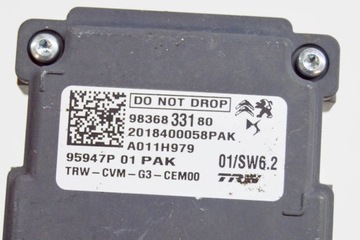 DO NOT DROP
98368 331 80
2018400058PAK
A011H979
95947P 01 PAK
01/SW6.2
TRW-CVM-G3-CEM00
TRW